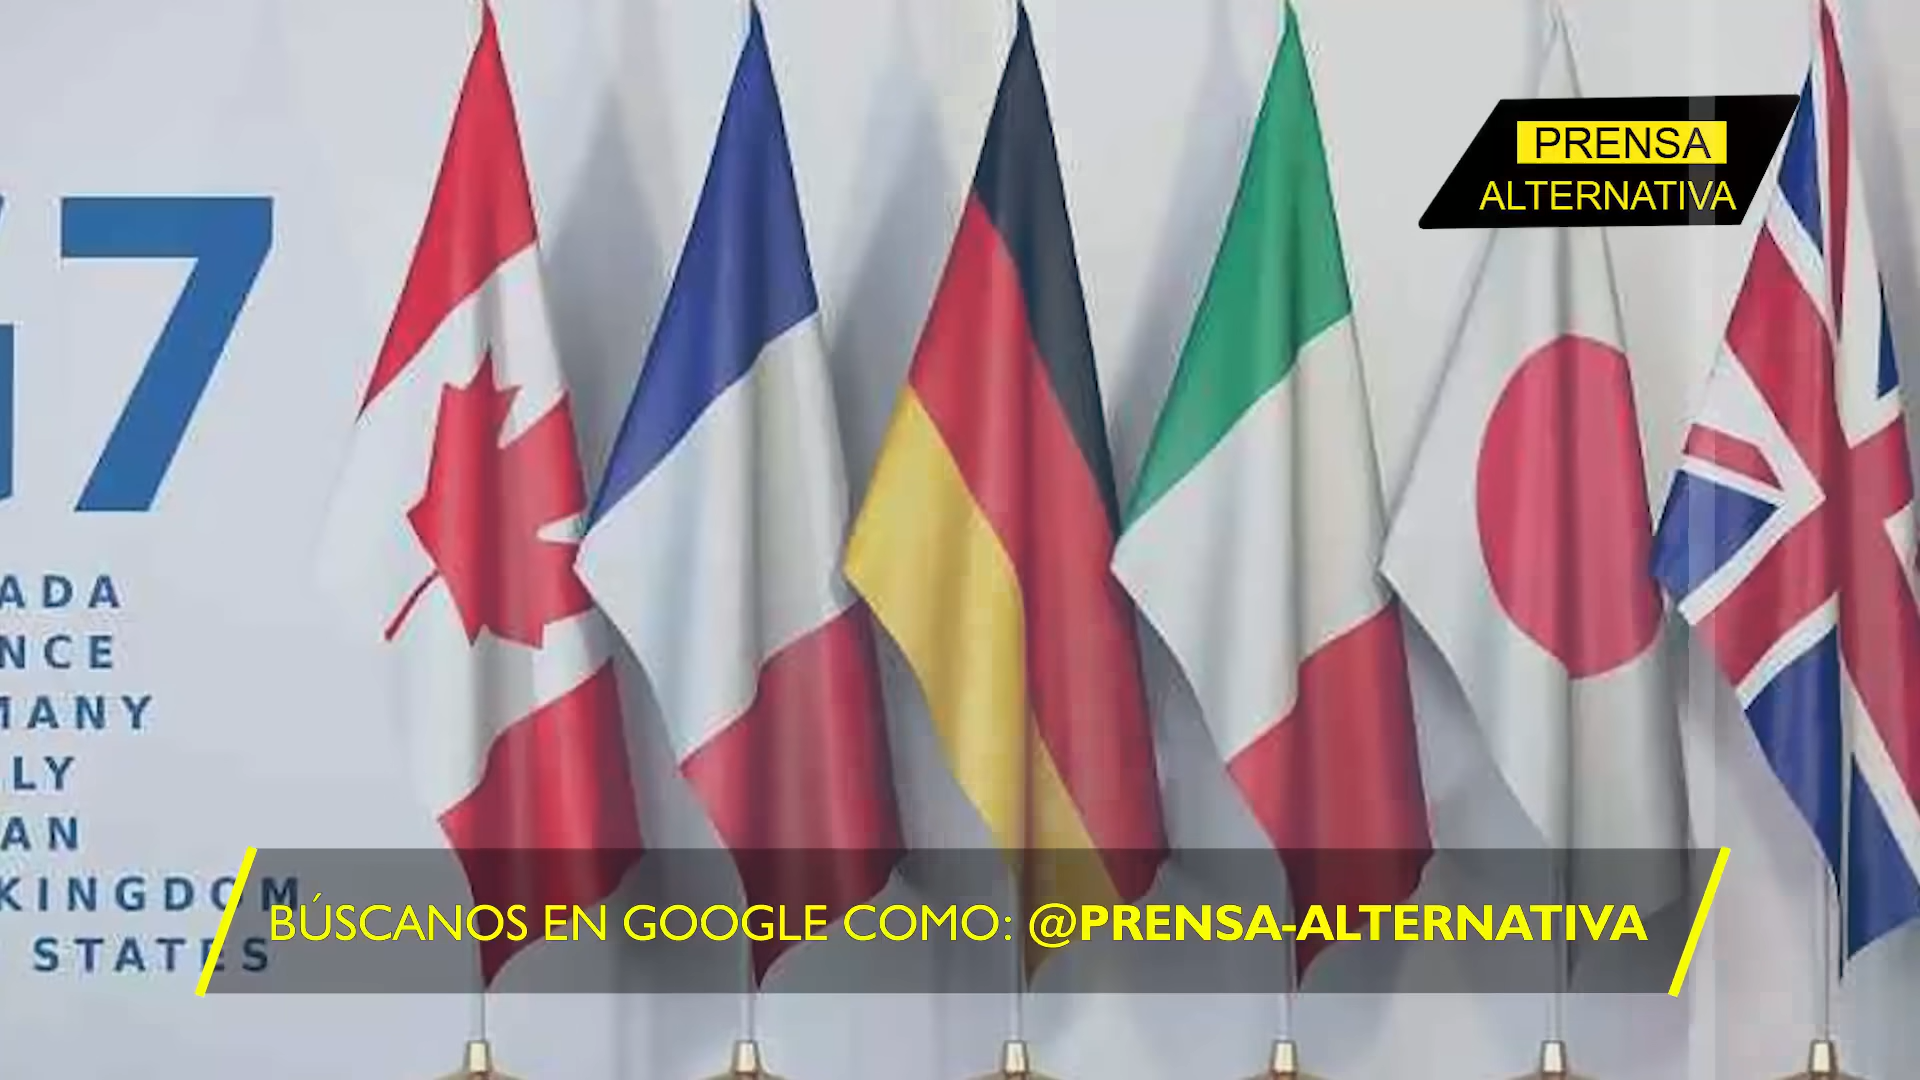 PRENSA
ALTERNATIVA
7
ADA
NCE
MANY
LY
AN
KINGDOM
STATES
BÚSCANOS EN GOOGLE COMO: @PRENSA-ALTERNATIVA